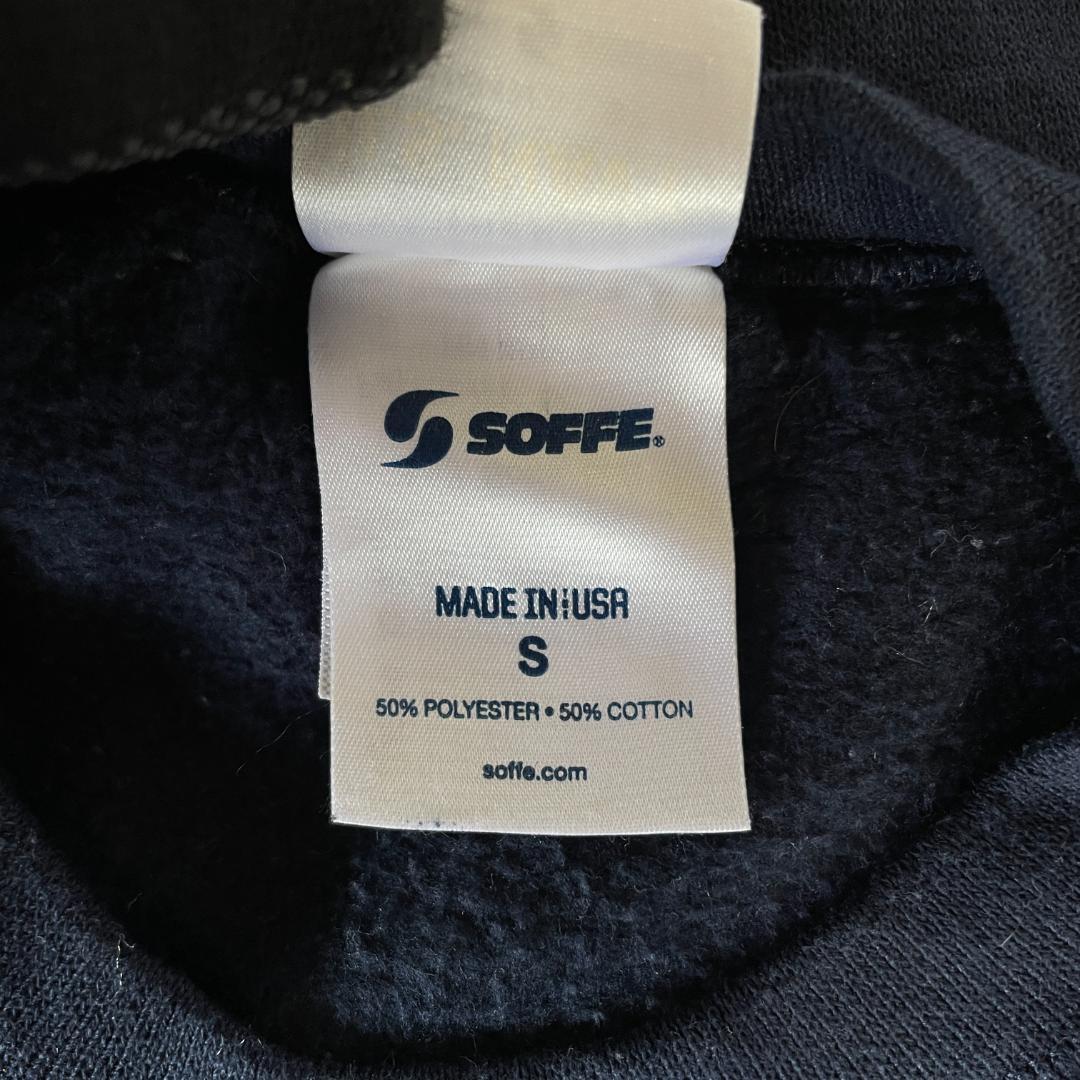 SOFFE®
MADE IN USA
S
50% POLYESTER • 50% COTTON
soffe.com